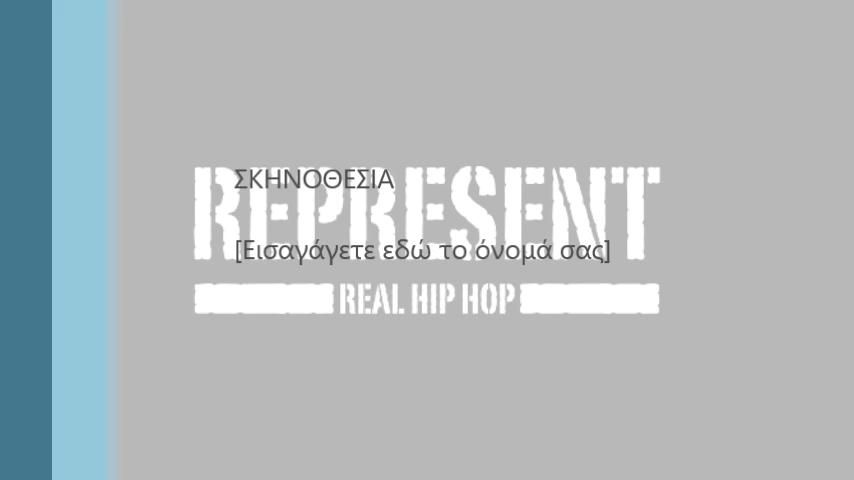 ΣΚΗΝΟΘΕΣΙΑ
REPRESENT
[Εισαγάγετε εδώ το όνομά σας]
REAL HIP HOP